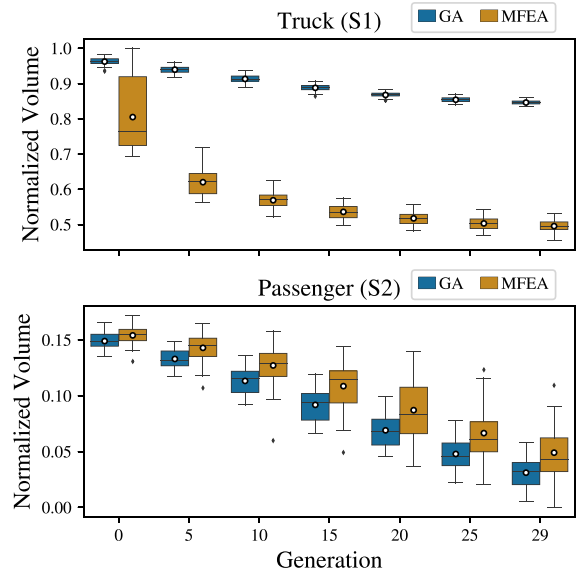 Truck (S1)
GA
MFEA
Normalized Volume
1.0
0.9
0.8
0.7
0.6
0.5
Passenger (S2)
GA
MFEA
Normalized Volume
0.15
0.10
0.05
0.00
0 5 10 15 20 25 29
Generation